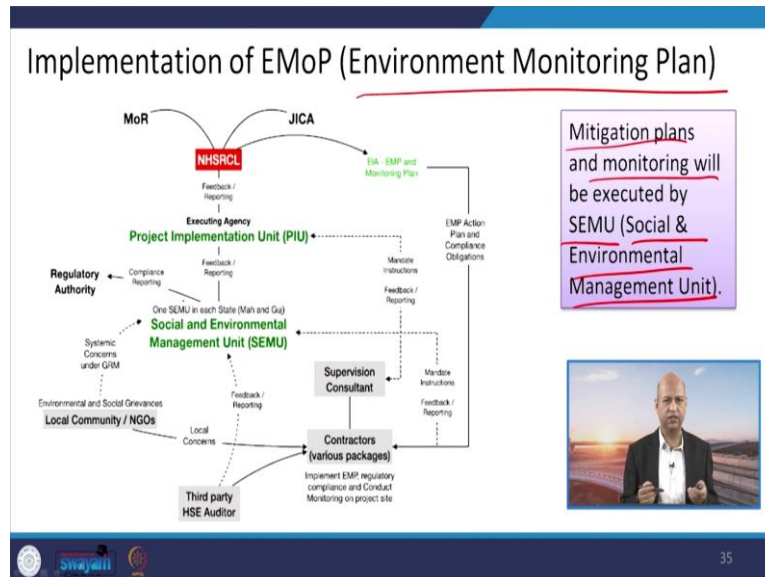 Implementation of EMoP (Environment Monitoring Plan)
MoR
JICA
NHSRCL
EIA - EMP and
Monitoring Plan
Feedback /
Reporting
Executing Agency
Project Implementation Unit (PIU)
EMP Action
Plan and
Compliance
Obligations
Feedback /
Reporting
Mandate
Instructions
Feedback /
Reporting
Regulatory
Authority
Compliance
Reporting
One SEMU in each State (Mah and Guj)
Social and Environmental
Management Unit (SEMU)
Systemic
Concerns
under GRM
Supervision
Consultant
Mandate
Instructions
Feedback /
Reporting
Feedback /
Reporting
Environmental and Social Grievances
Local Community / NGOs
Local
Concerns
Contractors
(various packages)
Implement EMP, regulatory
compliance and Conduct
Monitoring on project site
Third party
HSE Auditor
Mitigation plans
and monitoring will
be executed by
SEMU (Social &
Environmental
Management Unit).
swayam
35